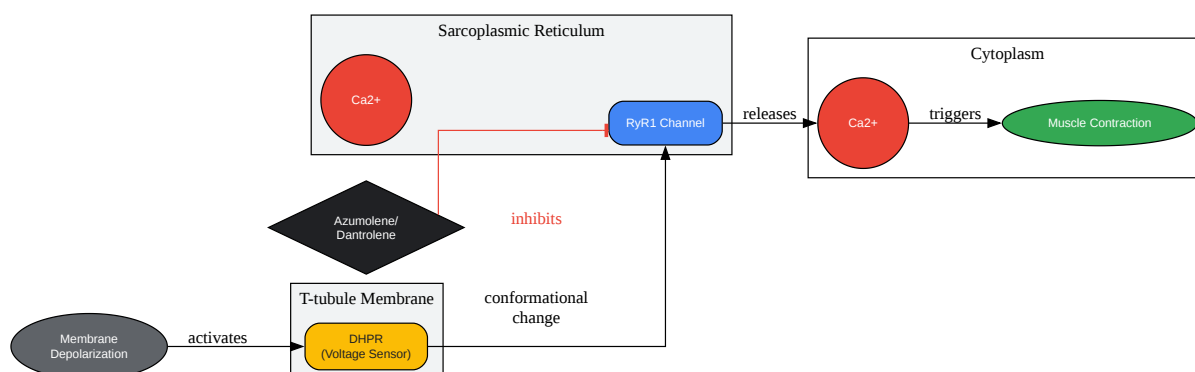 Sarcoplasmic Reticulum
Ca2+
RyR1 Channel
releases
Cytoplasm
Ca2+
triggers
Muscle Contraction
Azumolene/
Dantrolene
inhibits
T-tubule Membrane
conformational
change
Membrane
Depolarization
activates
DHPR
(Voltage Sensor)